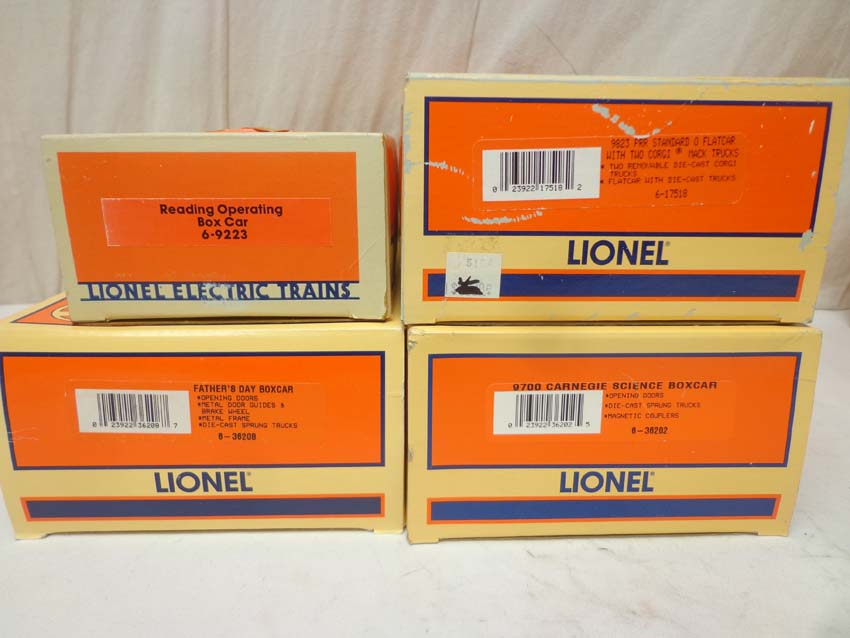 Reading Operating
Box Car
6-9223
LIONEL ELECTRIC TRAINS
9823 PRR STANDARD O FLATCAR
WITH TWO CORGI ® MACK TRUCKS
* TWO REMOVABLE DIE-CAST CORGI
TRUCKS
* FLATCAR WITH DIE-CAST TRUCKS
6-17518
0 23922 17518 2
LIONEL®
FATHER'S DAY BOXCAR
*OPENING DOORS
*METAL DOOR GUIDES &
BRAKE WHEEL
*METAL FRAME
*DIE-CAST SPRUNG TRUCKS
6-36208
0 23922 36208 7
LIONEL®
9700 CARNEGIE SCIENCE BOXCAR
*OPENING DOORS
*DIE-CAST SPRUNG TRUCKS
*MAGNETIC COUPLERS
6-36202
0 23922 36202 5
LIONEL®